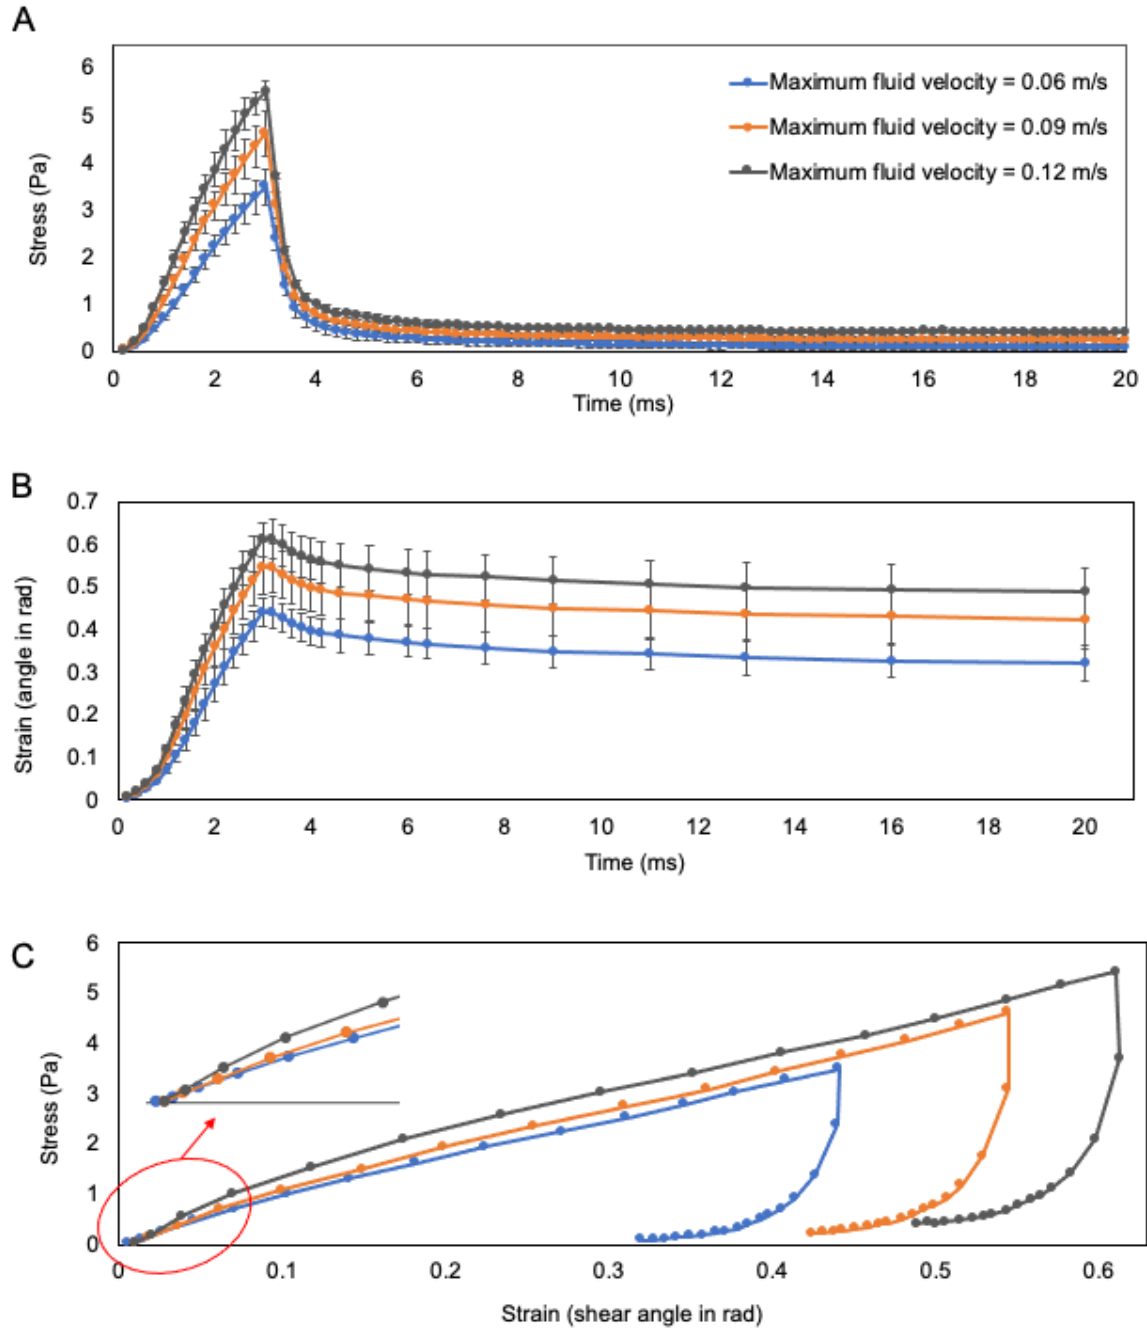 A
Stress (Pa)
6
5
4
3
2
1
0
Maximum fluid velocity = 0.06 m/s
Maximum fluid velocity = 0.09 m/s
Maximum fluid velocity = 0.12 m/s
0 2 4 6 8 10 12 14 16 18 20
Time (ms)
B
Strain (angle in rad)
0.7
0.6
0.5
0.4
0.3
0.2
0.1
0
0 2 4 6 8 10 12 14 16 18 20
Time (ms)
C
Stress (Pa)
6
5
4
3
2
1
0
0 0.1 0.2 0.3 0.4 0.5 0.6
Strain (shear angle in rad)